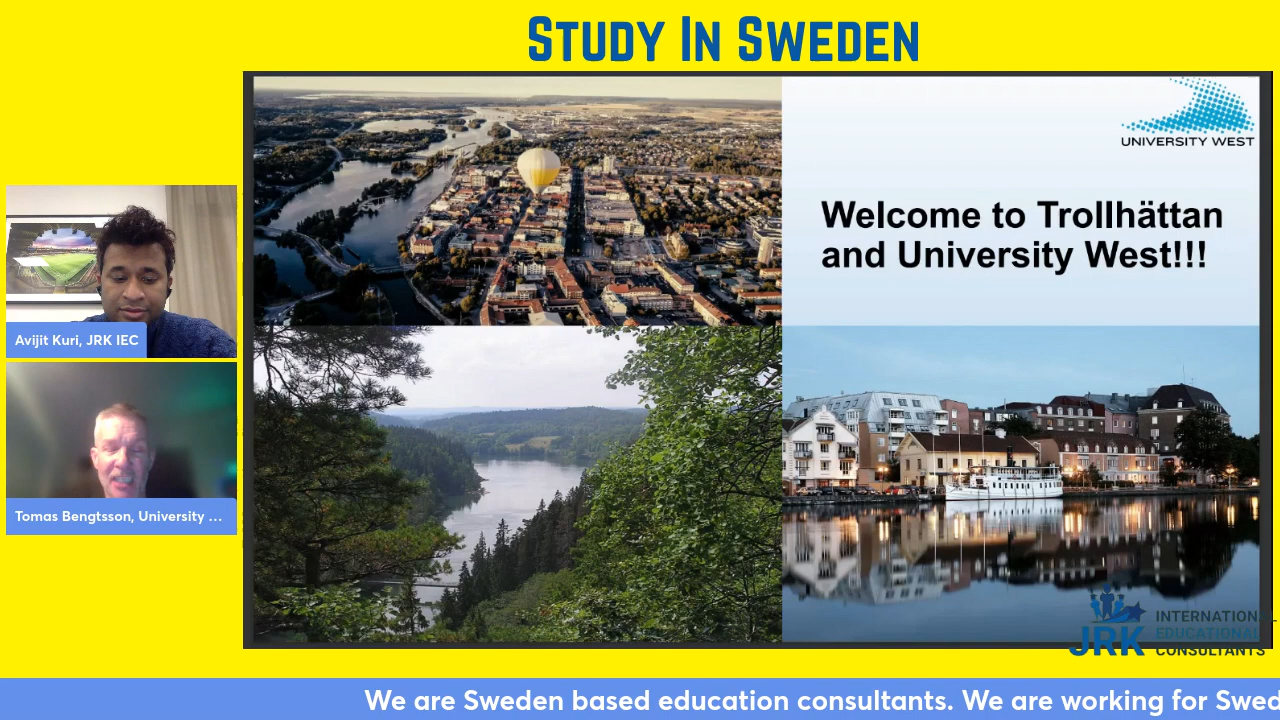 Study In Sweden
UNIVERSITY WEST
Welcome to Trollhättan
and University West!!!
Avijit Kuri, JRK IEC
Tomas Bengtsson, University ...
JRK
INTERNATIONAL
EDUCATIONAL
CONSULTANTS
We are Sweden based education consultants. We are working for Swed